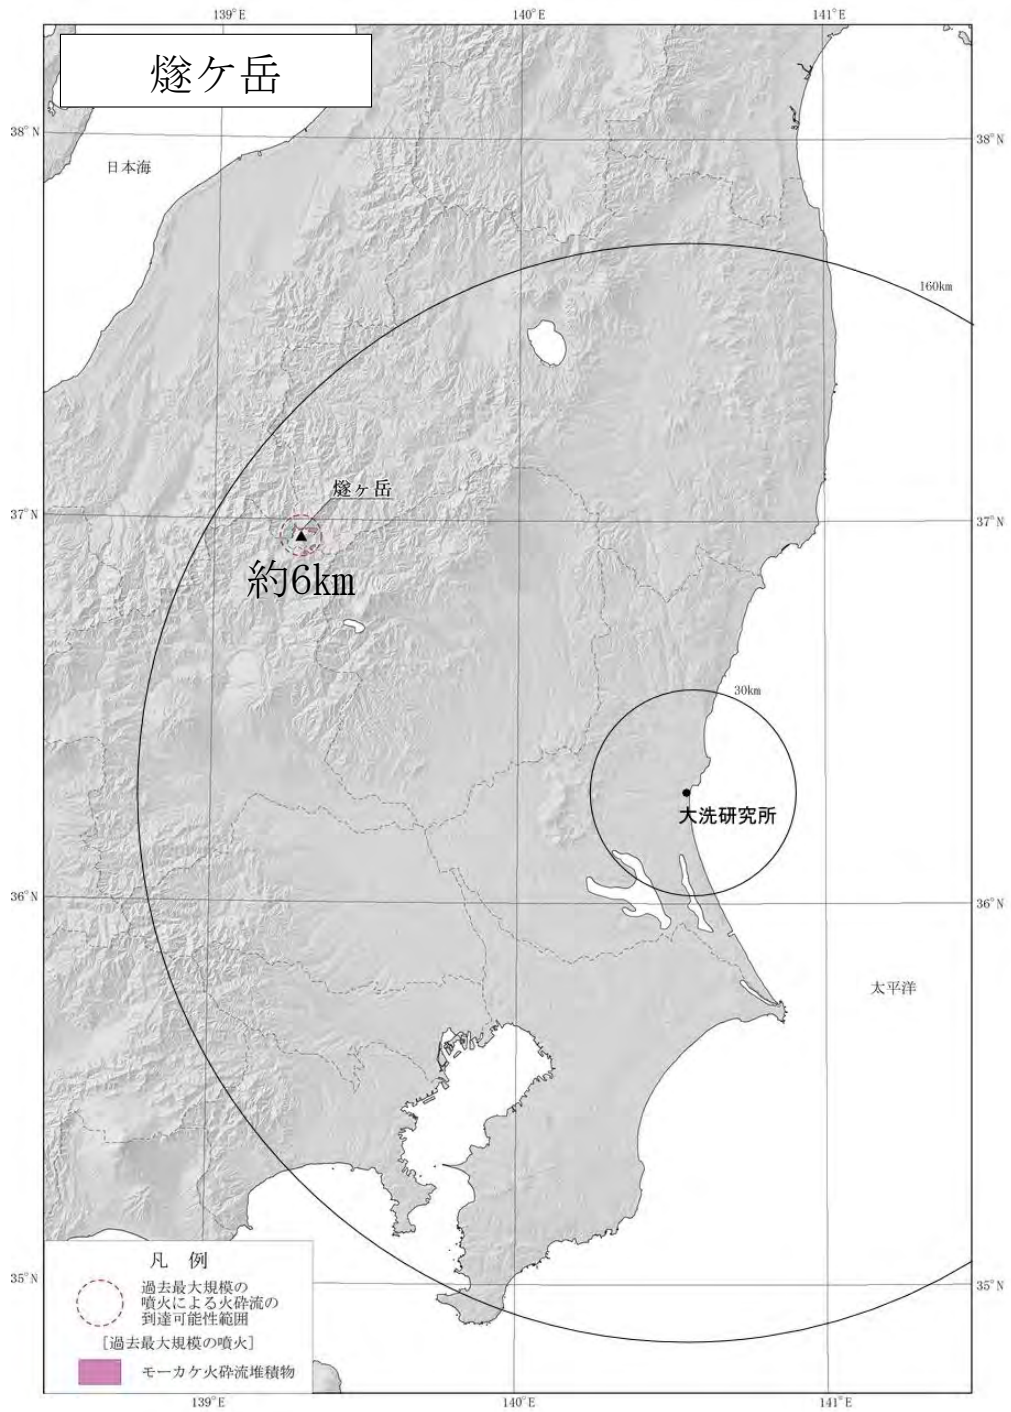 139°E
140°E
141°E
燧ケ岳
38°N
38°N
日本海
160km
燧ヶ岳
37°N
37°N
約6km
30km
大洗研究所
36°N
36°N
太平洋
凡 例
過去最大規模の
噴火による火砕流の
到達可能性範囲
[過去最大規模の噴火]
モーカケ火砕流堆積物
35°N
35°N
139°E
140°E
141°E